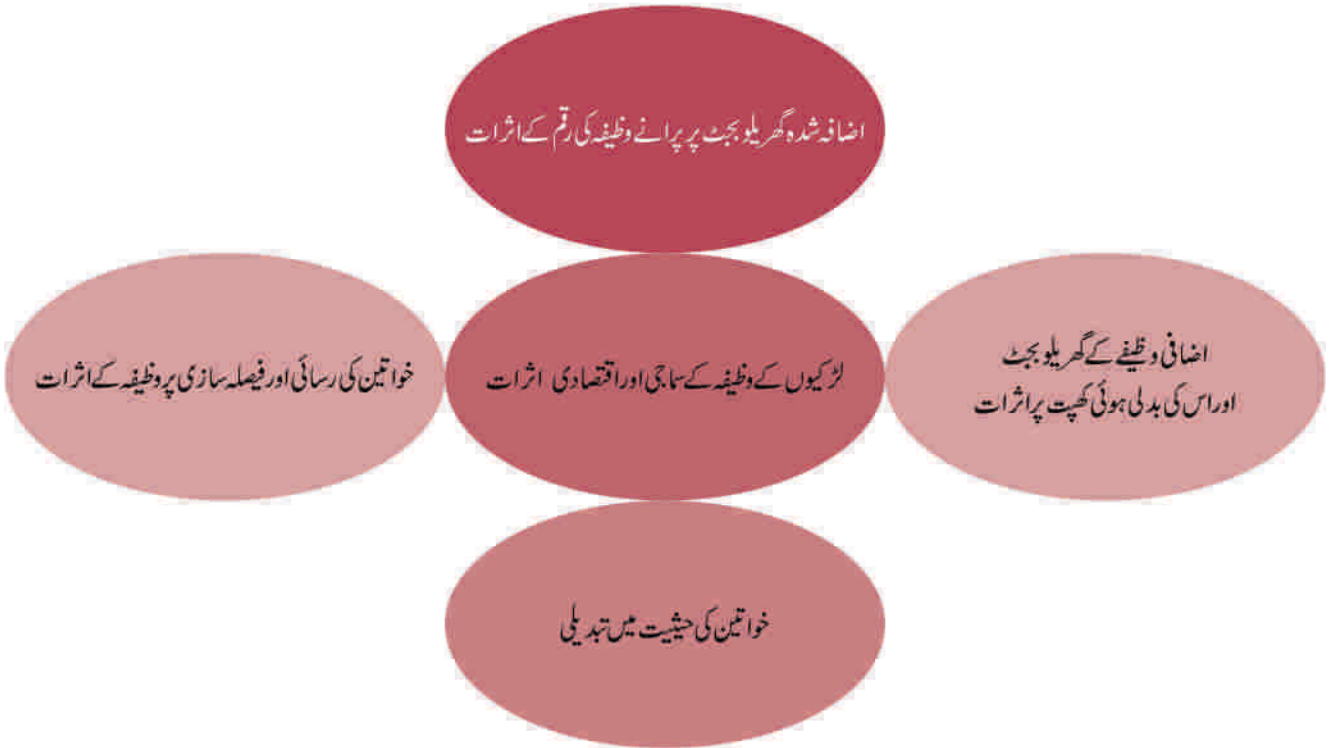 اضافہ شدہ گھریلو بجٹ پر پرانے وظیفہ کی رقم کے اثرات
اضافی وظیفے کے گھریلو بجٹ
اور اس کی بدلی ہوئی کھپت پر اثرات
لڑکیوں کے وظیفہ کے سماجی اور اقتصادی اثرات
خواتین کی رسائی اور فیصلہ سازی پر وظیفہ کے اثرات
خواتین کی حیثیت میں تبدیلی